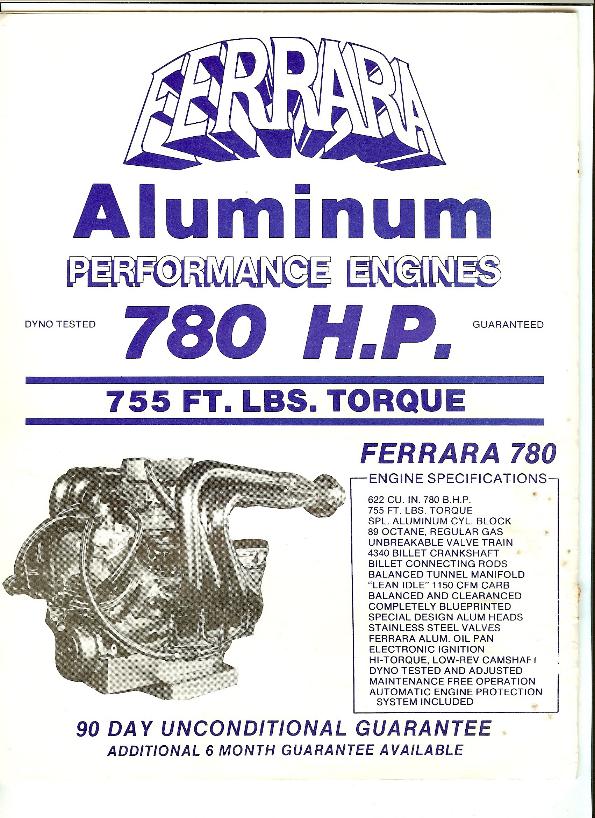 FERRARA
Aluminum
PERFORMANCE ENGINES
DYNO TESTED 780 H.P. GUARANTEED
755 FT. LBS. TORQUE
FERRARA 780
ENGINE SPECIFICATIONS
622 CU. IN. 780 B.H.P.
755 FT. LBS. TORQUE
SPL. ALUMINUM CYL. BLOCK
89 OCTANE, REGULAR GAS
UNBREAKABLE VALVE TRAIN
4340 BILLET CRANKSHAFT
BILLET CONNECTING RODS
BALANCED TUNNEL MANIFOLD
"LEAN IDLE" 1150 CFM CARB
BALANCED AND CLEARANCED
COMPLETELY BLUEPRINTED
SPECIAL DESIGN ALUM HEADS
STAINLESS STEEL VALVES
FERRARA ALUM. OIL PAN
ELECTRONIC IGNITION
HI-TORQUE, LOW-REV CAMSHAFT
DYNO TESTED AND ADJUSTED
MAINTENANCE FREE OPERATION
AUTOMATIC ENGINE PROTECTION
SYSTEM INCLUDED
90 DAY UNCONDITIONAL GUARANTEE
ADDITIONAL 6 MONTH GUARANTEE AVAILABLE